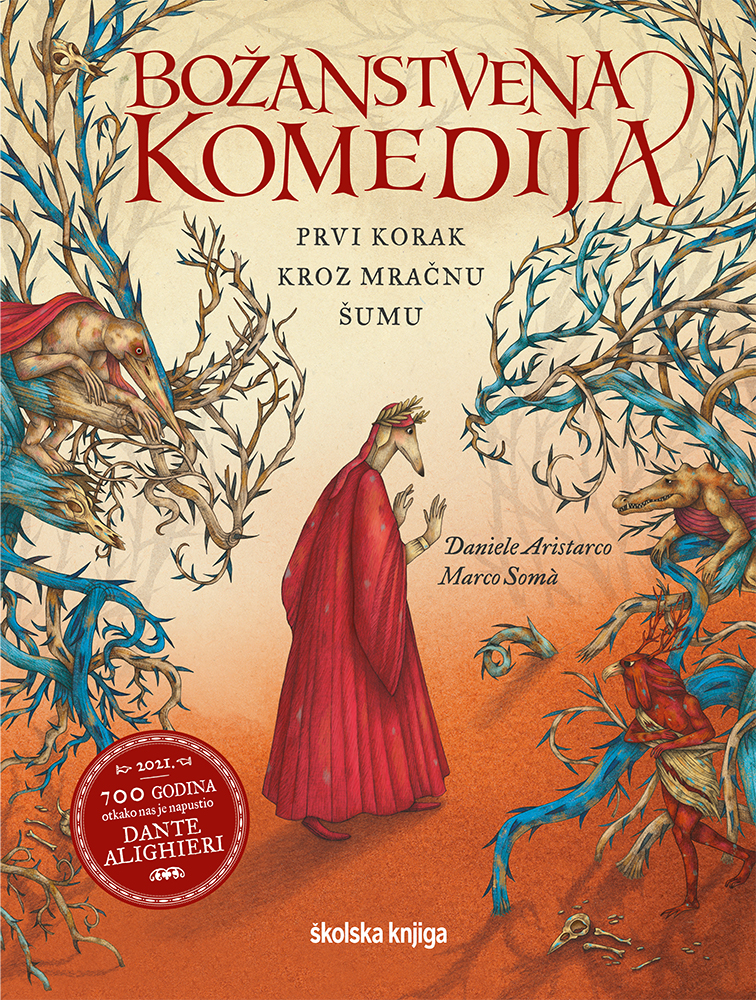 BOŽANSTVENA
KOMEDIJA
PRVI KORAK
KROZ MRAČNU
ŠUMU
Daniele Aristarco
Marco Somà
2021.
700 GODINA
otkako nas je napustio
DANTE
ALIGHIERI
školska knjiga